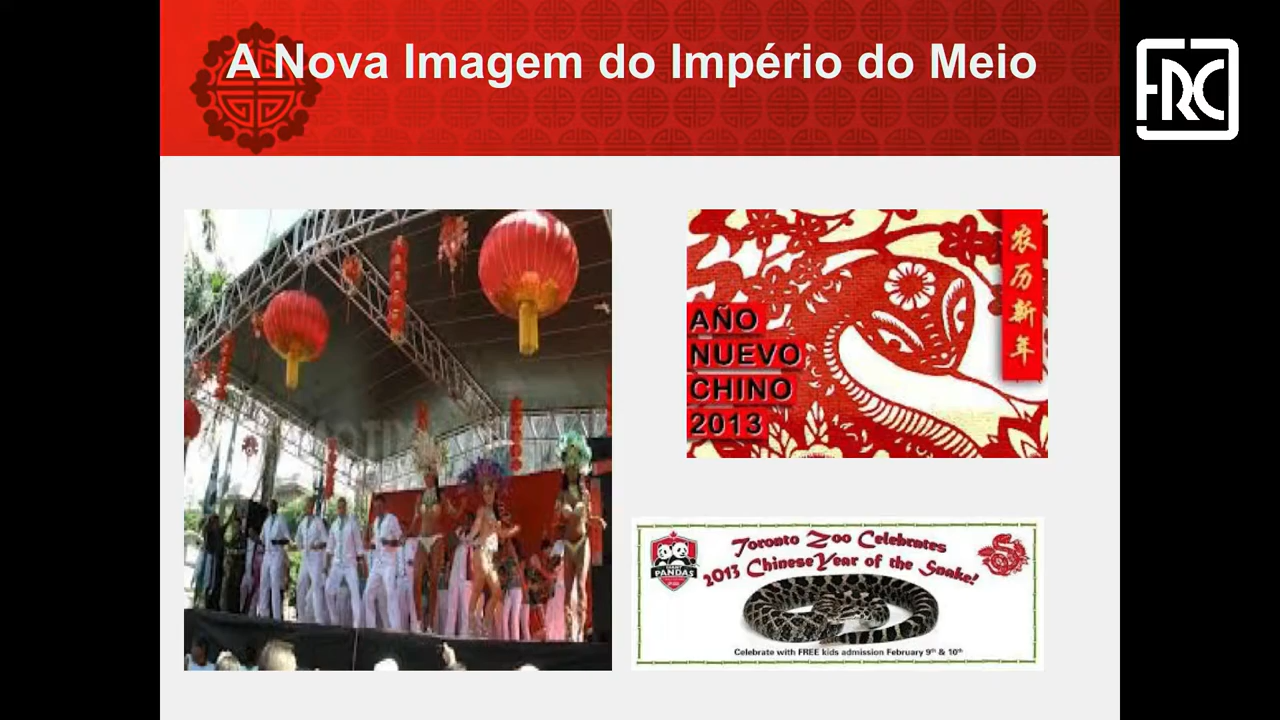 A Nova Imagem do Império do Meio
FRC
AÑO
NUEVO
CHINO
2013
农历新年
Toronto Zoo Celebrates
2013 Chinese Year of the Snake!
PANDAS
Celebrate with FREE kids admission February 9th & 10th